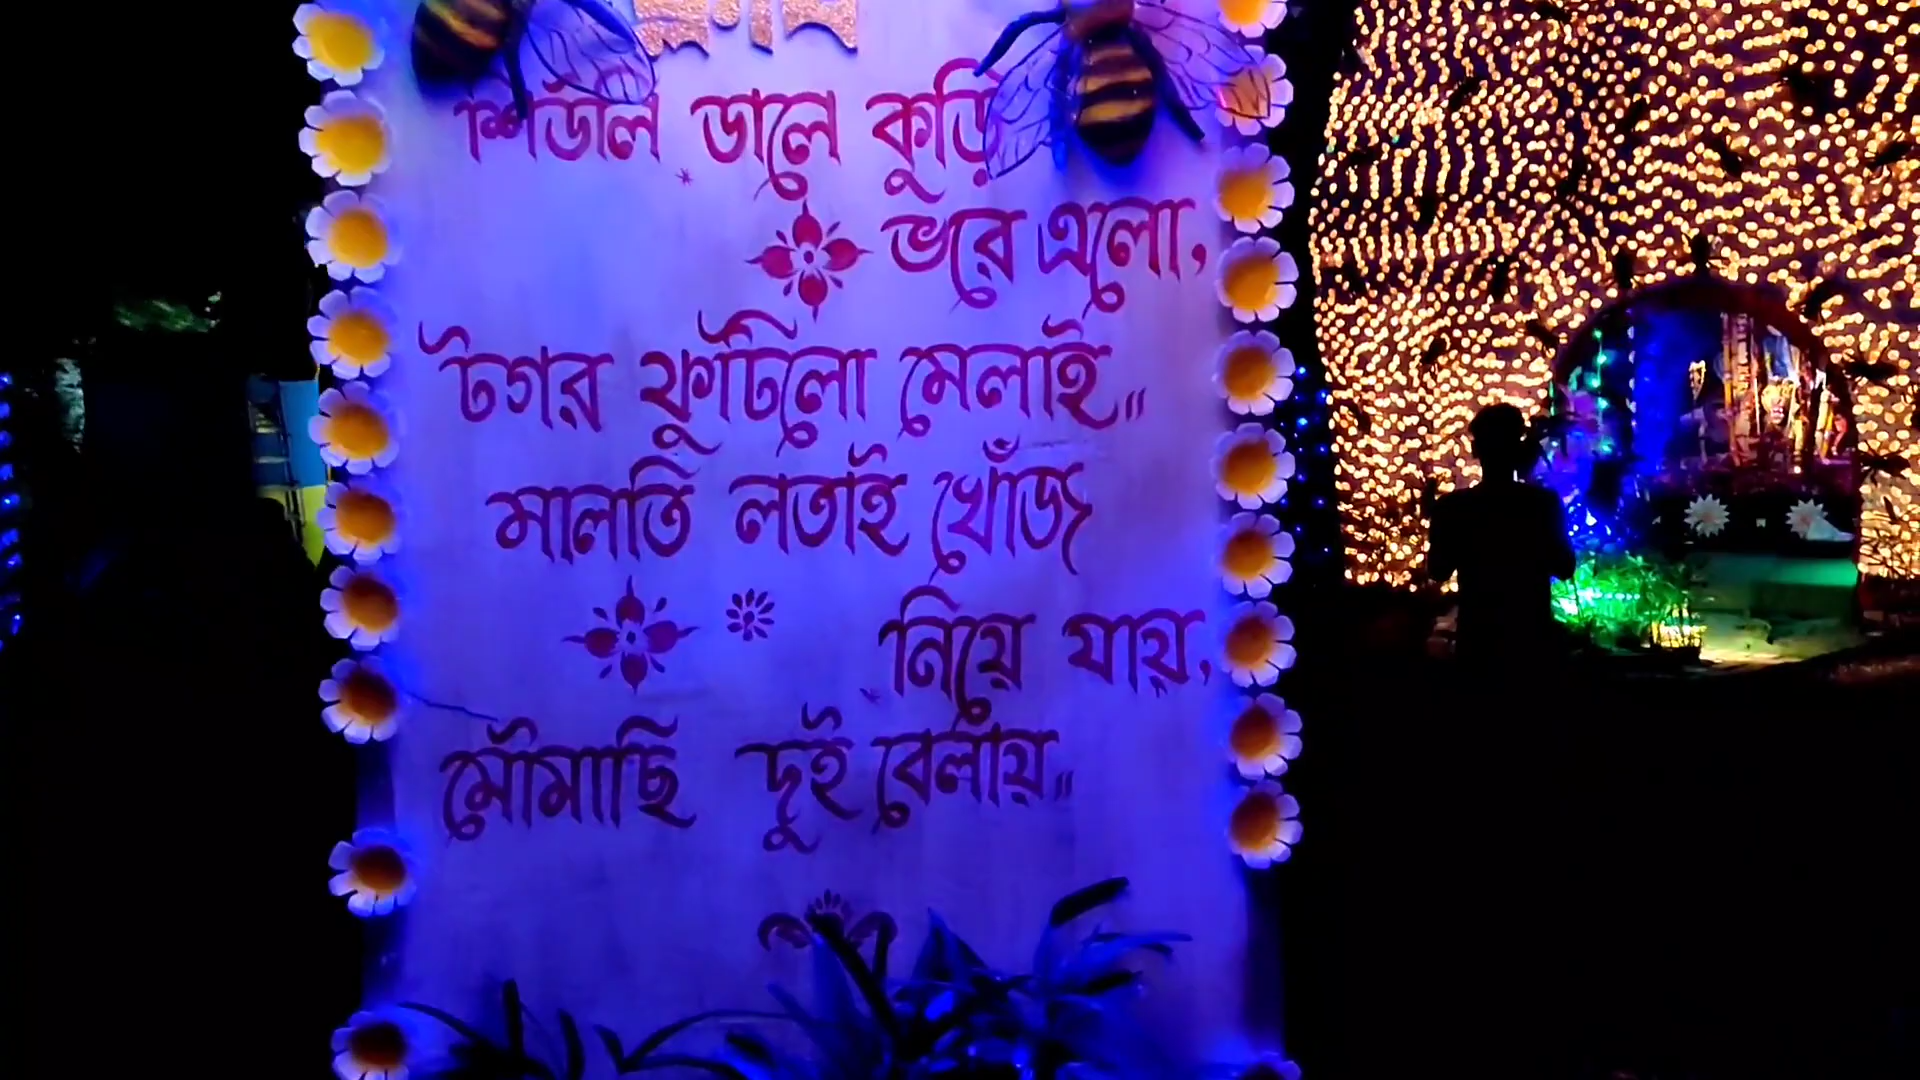 শিউলি ডালে কুড়ি
ভরে এলো,
টগর ফুটিলো মেলাই॥
মালতি লতাই খোঁজ
নিয়ে যায়,
মৌমাছি দুই বেলায়॥